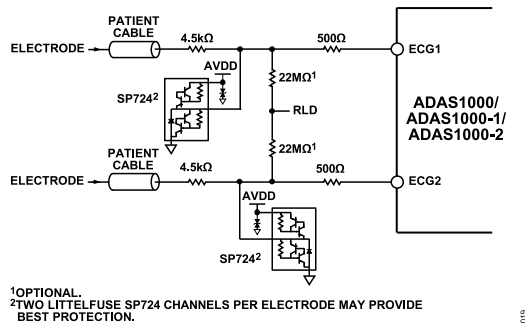 PATIENT
CABLE
ELECTRODE
4.5kΩ
500Ω
ECG1
AVDD
SP724²
22MΩ¹
RLD
22MΩ¹
ADAS1000/
ADAS1000-1/
ADAS1000-2
PATIENT
CABLE
ELECTRODE
4.5kΩ
500Ω
ECG2
AVDD
SP724²
¹OPTIONAL.
²TWO LITTELFUSE SP724 CHANNELS PER ELECTRODE MAY PROVIDE
BEST PROTECTION.
019